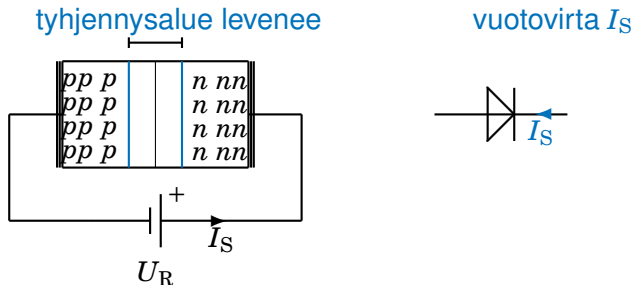 tyhjennysalue levenee
vuotovirta I_S
pp p n nn
pp p n nn
pp p n nn
pp p n nn
I_S
+
I_S
U_R